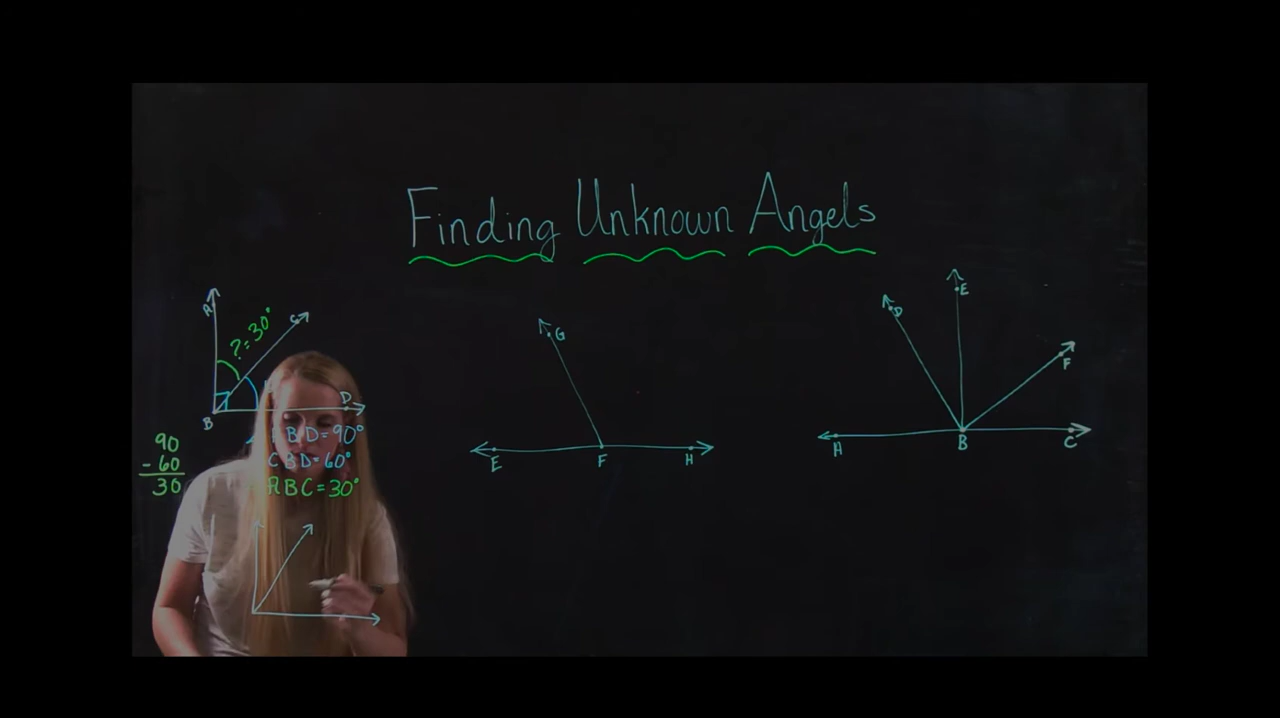 Finding Unknown Angels
A
C
?=30°
B
D
90
- 60
30
BD=90°
CBD=60°
ABC=30°
G
E
F
H
D
E
F
A
B
C